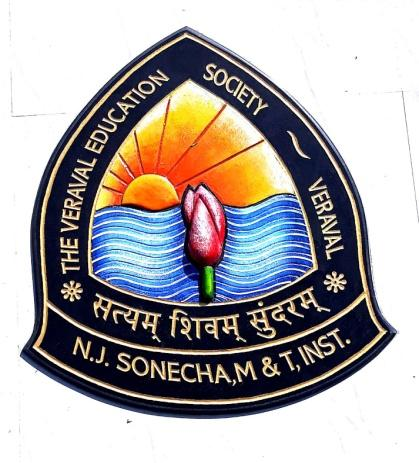 THE VERAVAL EDUCATION SOCIETY ~ VERAVAL
सत्यम् शिवम् सुंदरम्
N.J. SONECHA, M & T, INST.